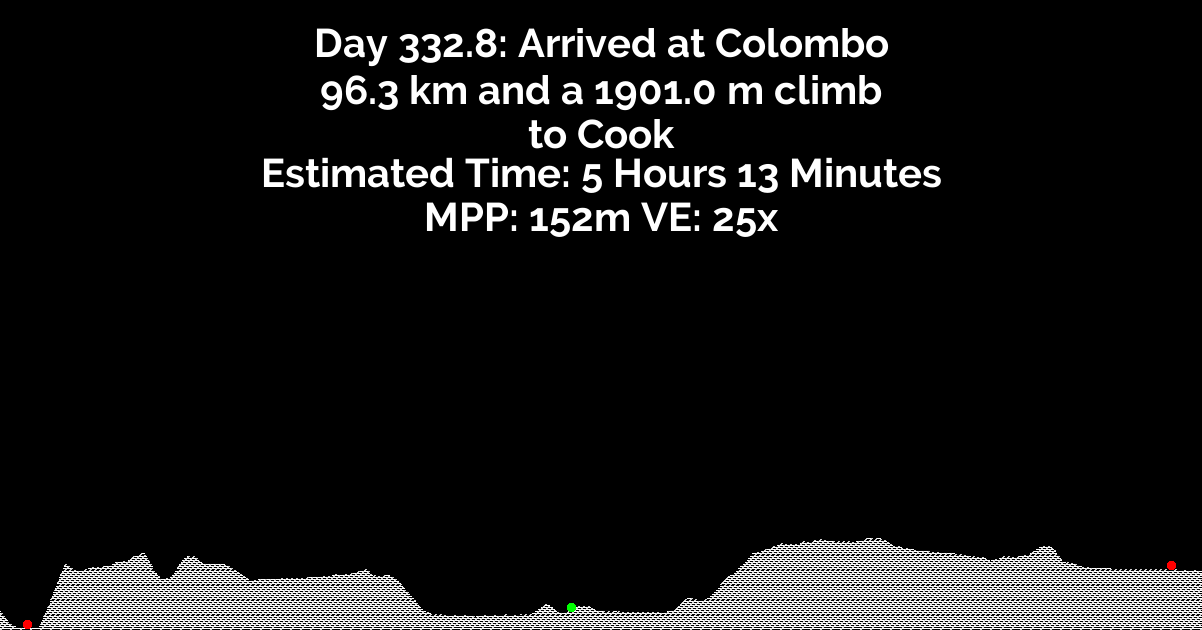 Day 332.8: Arrived at Colombo
96.3 km and a 1901.0 m climb
to Cook
Estimated Time: 5 Hours 13 Minutes
MPP: 152m VE: 25x